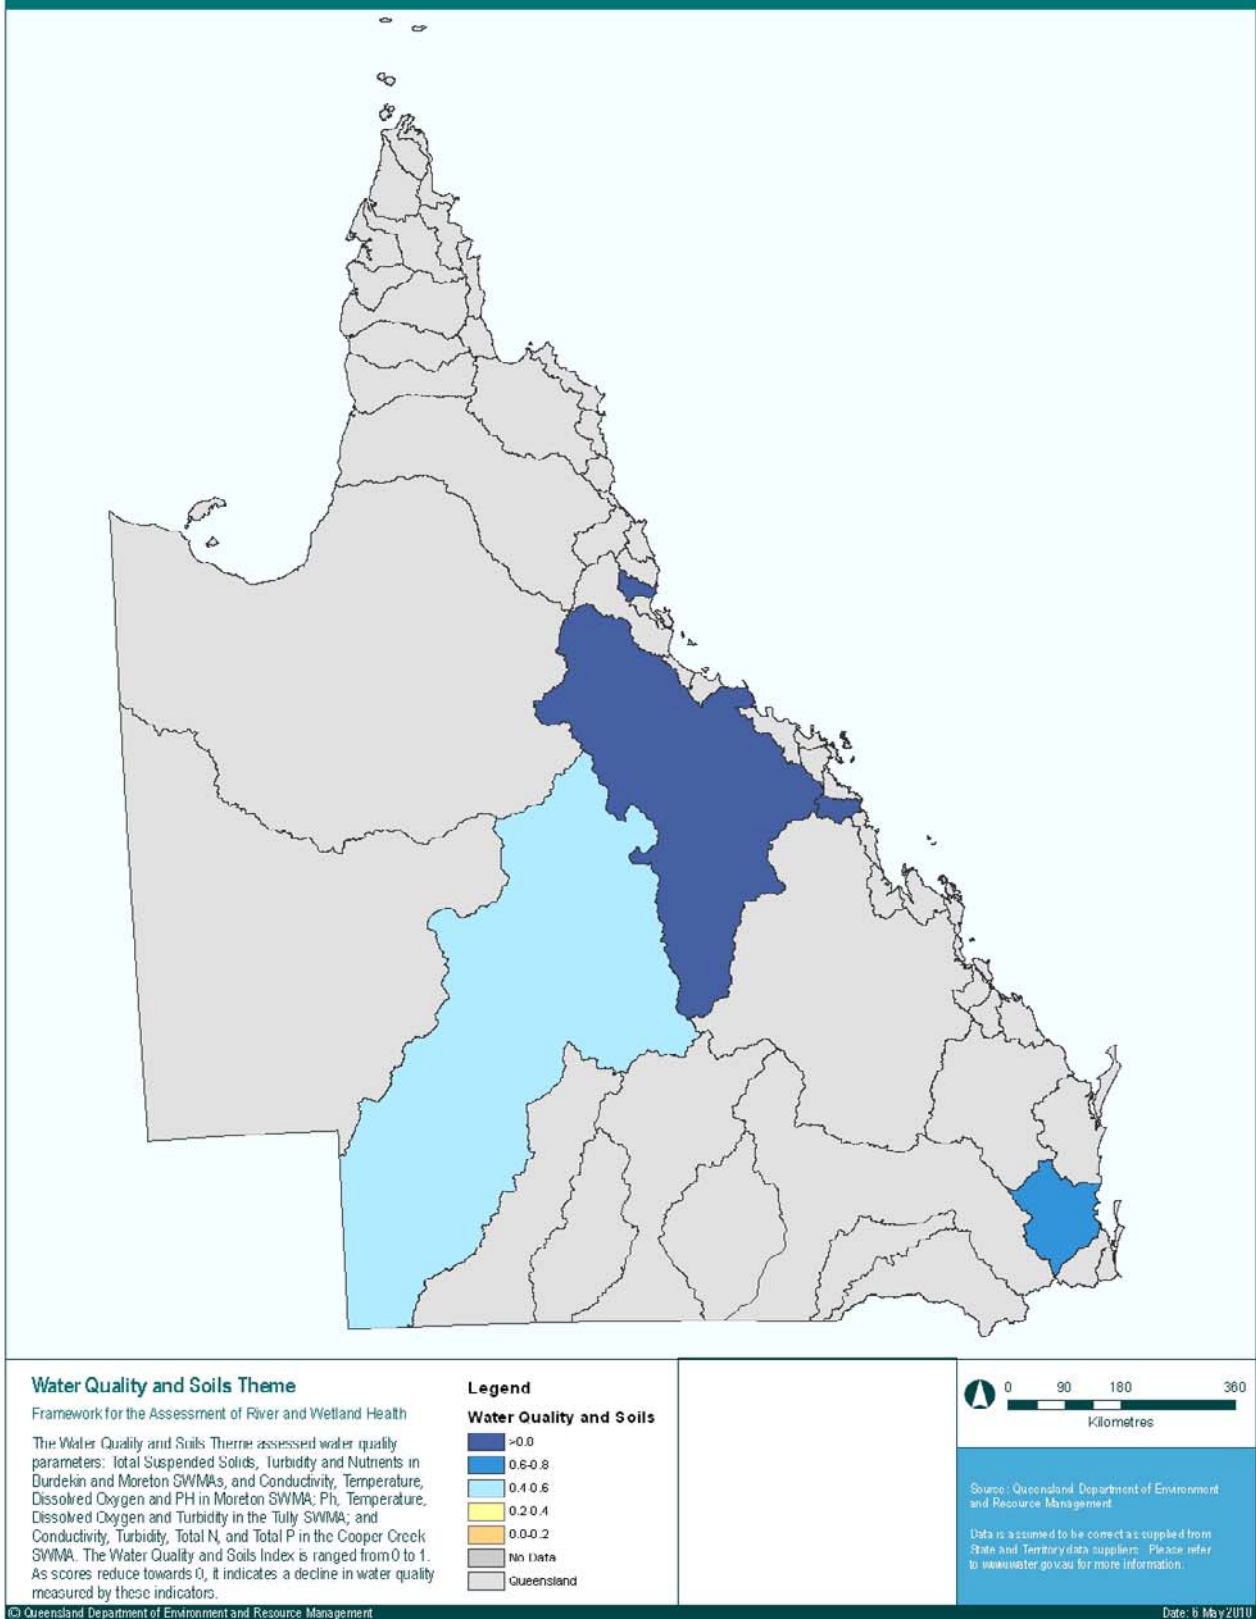 Water Quality and Soils Theme
Framework for the Assessment of River and Wetland Health
The Water Quality and Soils Theme assessed water quality
parameters: Total Suspended Solids, Turbidity and Nutrients in
Burdekin and Moreton SWMAs, and Conductivity, Temperature,
Dissolved Oxygen and PH in Moreton SWMA; Ph, Temperature,
Dissolved Oxygen and Turbidity in the Tully SWMA; and
Conductivity, Turbidity, Total N, and Total P in the Cooper Creek
SWMA. The Water Quality and Soils Index is ranged from 0 to 1.
As scores reduce towards 0, it indicates a decline in water quality
measured by these indicators.
Legend
Water Quality and Soils
>0.0
0.6-0.8
0.4 0.6
0.2 0.4
0.0-0.2
No Data
Queensland
0 90 180 360
Kilometres
Source: Queensland Department of Environment
and Resource Management
Data is assumed to be correct as supplied from
State and Territory data suppliers. Please refer
to www.water.gov.au for more information.
© Queensland Department of Environment and Resource Management
Date: 6 May 2010